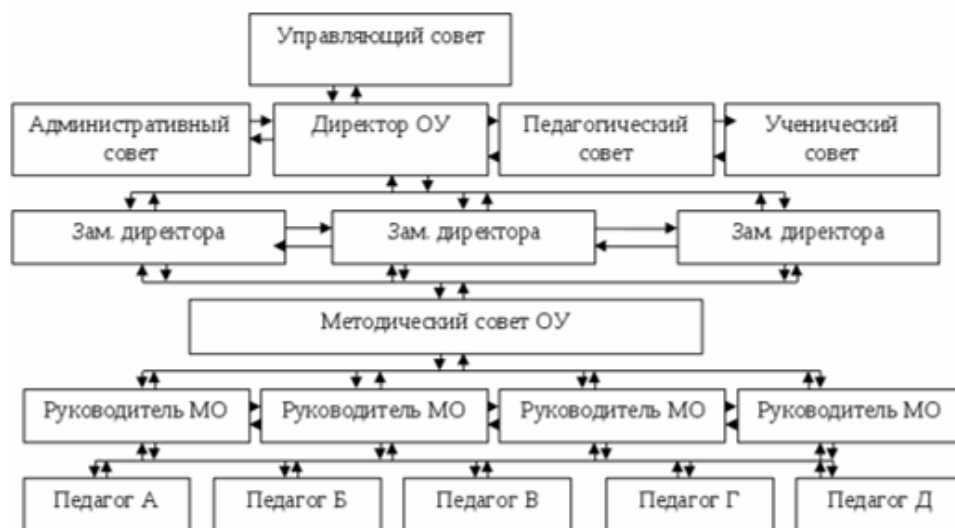 Управляющий совет
Административный
совет
Директор ОУ
Педагогический
совет
Ученический
совет
Зам. директора
Зам. директора
Зам. директора
Методический совет ОУ
Руководитель МО
Руководитель МО
Руководитель МО
Руководитель МО
Педагог А
Педагог Б
Педагог В
Педагог Г
Педагог Д